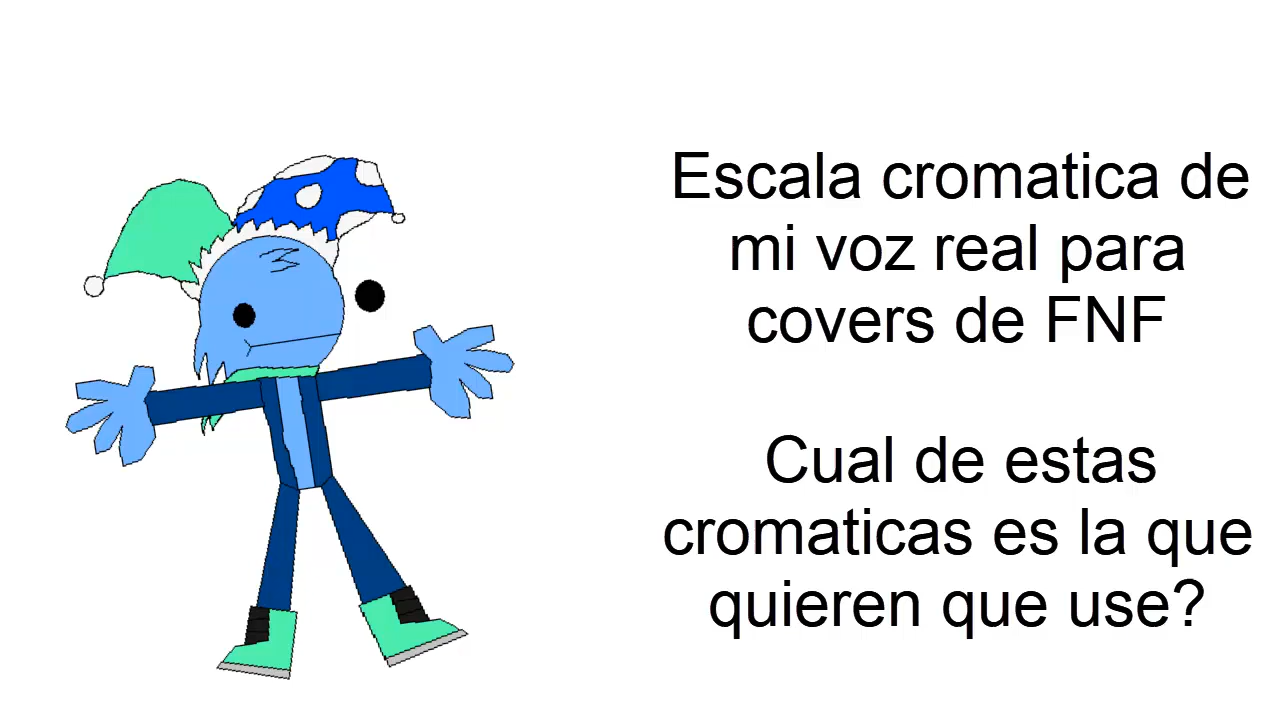 Escala cromatica de
mi voz real para
covers de FNF
Cual de estas
cromaticas es la que
quieren que use?